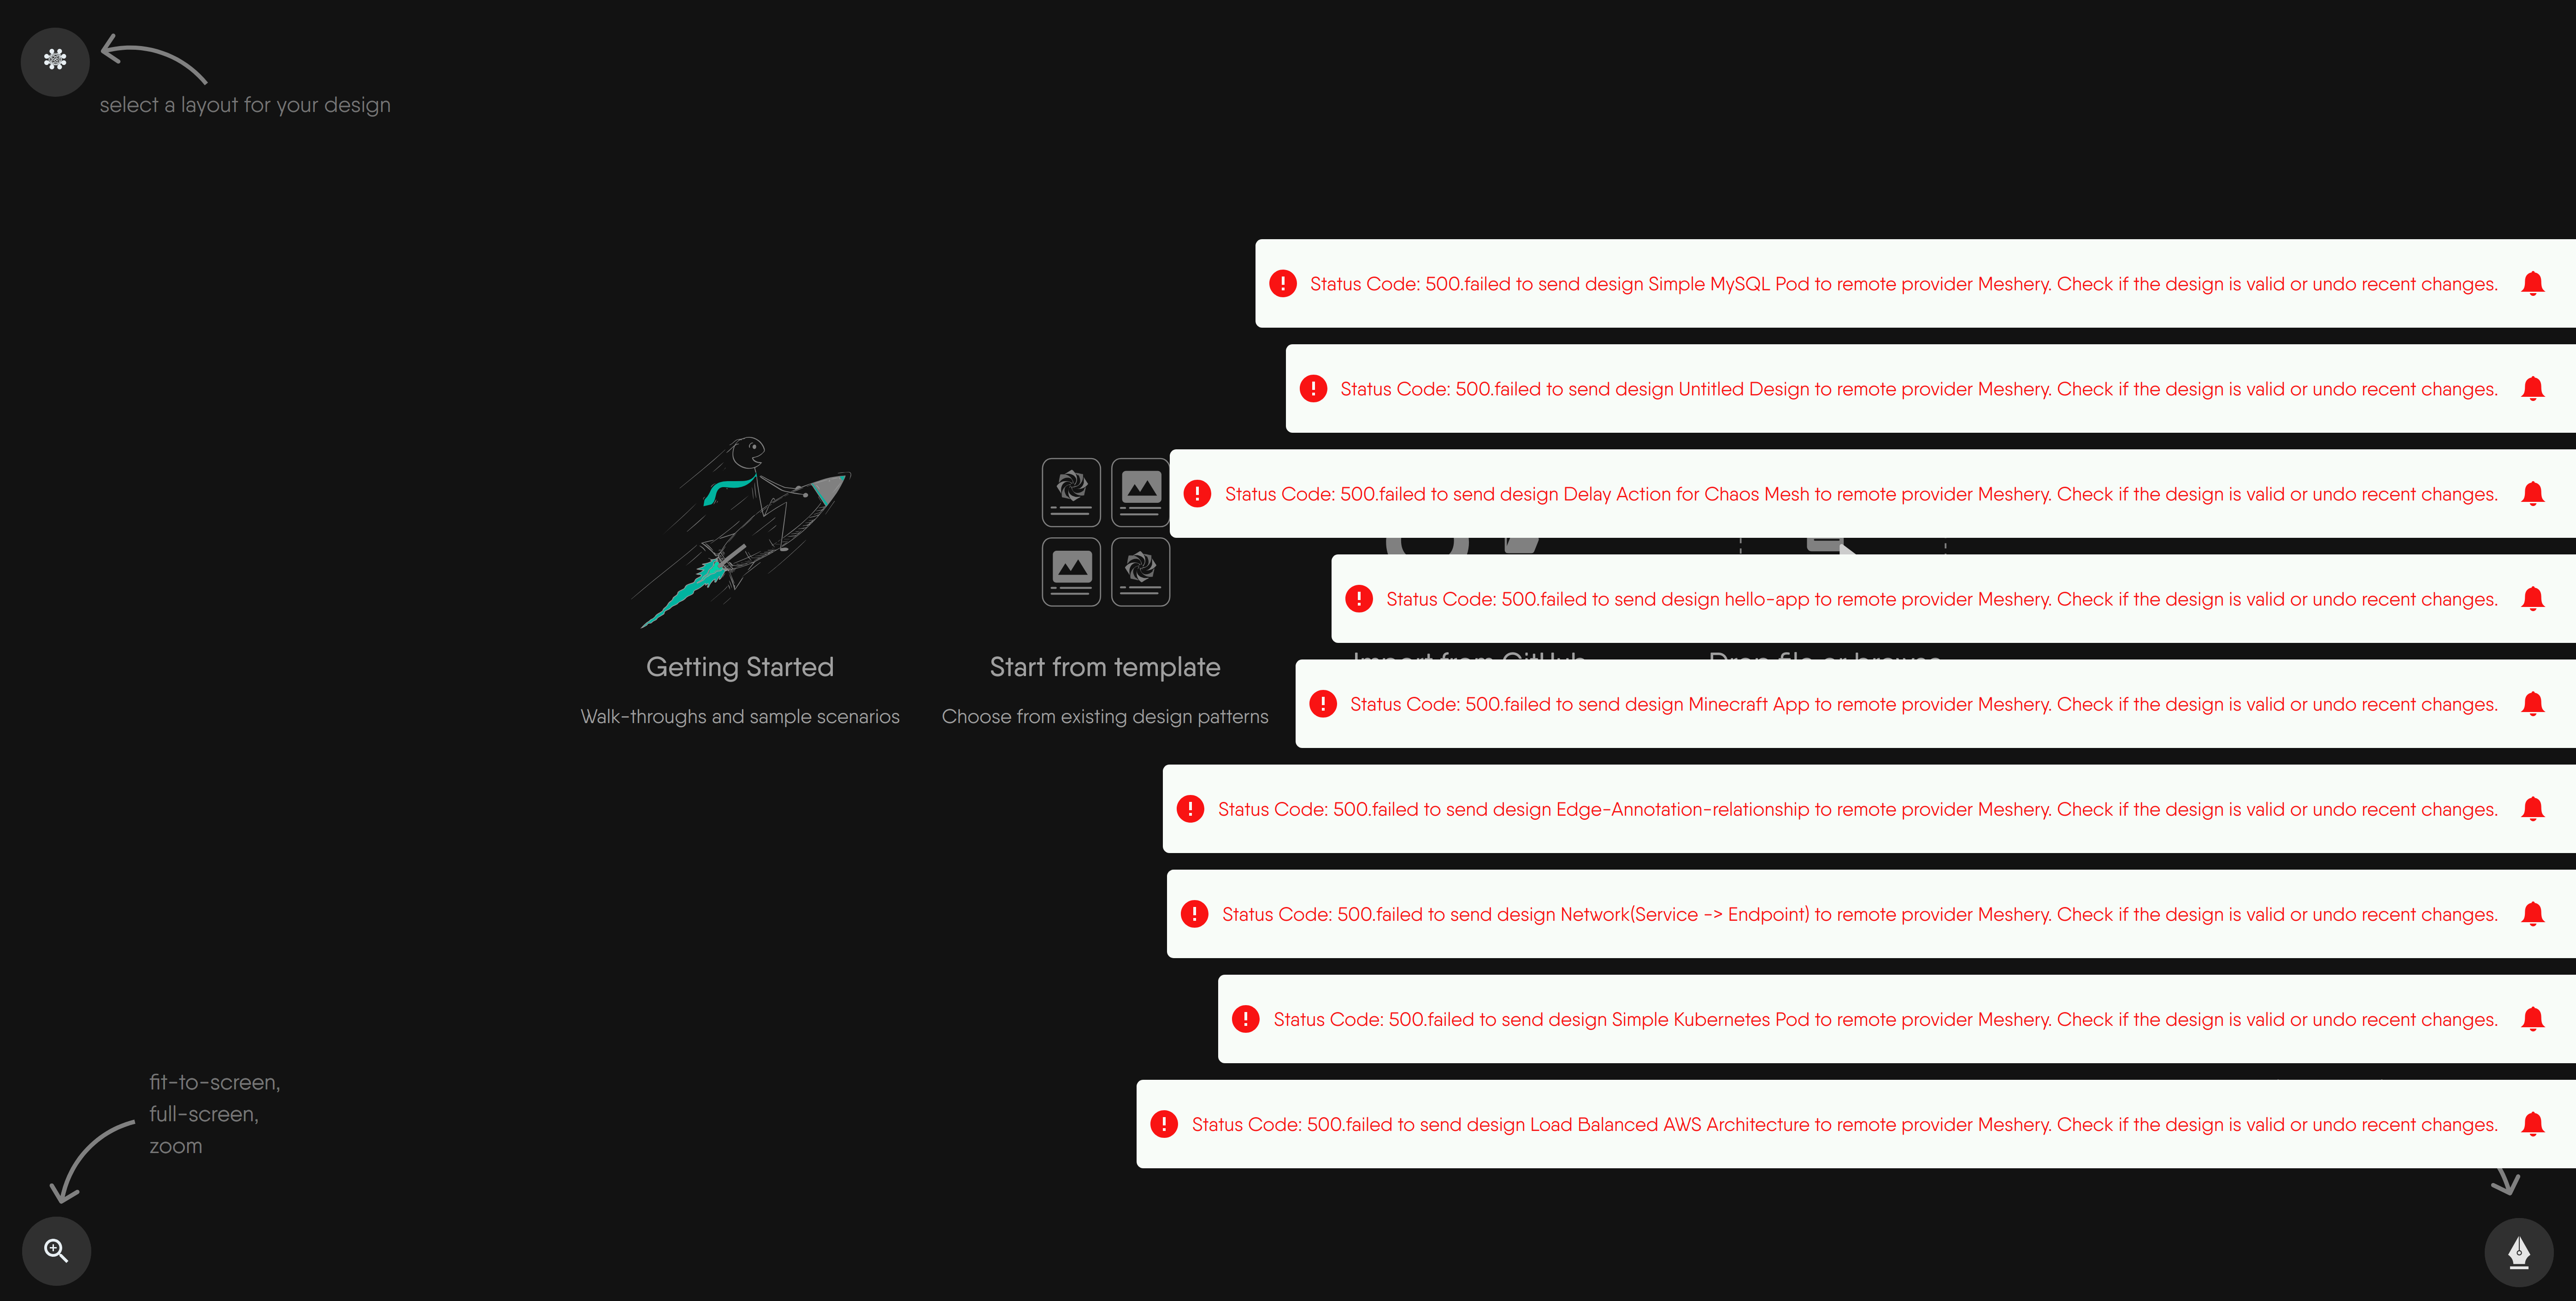 select a layout for your design
Status Code: 500.failed to send design Simple MySQL Pod to remote provider Meshery. Check if the design is valid or undo recent changes.
Status Code: 500.failed to send design Untitled Design to remote provider Meshery. Check if the design is valid or undo recent changes.
Status Code: 500.failed to send design Delay Action for Chaos Mesh to remote provider Meshery. Check if the design is valid or undo recent changes.
Status Code: 500.failed to send design hello-app to remote provider Meshery. Check if the design is valid or undo recent changes.
Getting Started
Start from template
Import from GitHub
Drop file or browse
Status Code: 500.failed to send design Minecraft App to remote provider Meshery. Check if the design is valid or undo recent changes.
Walk-throughs and sample scenarios
Choose from existing design patterns
Status Code: 500.failed to send design Edge-Annotation-relationship to remote provider Meshery. Check if the design is valid or undo recent changes.
Status Code: 500.failed to send design Network(Service -> Endpoint) to remote provider Meshery. Check if the design is valid or undo recent changes.
Status Code: 500.failed to send design Simple Kubernetes Pod to remote provider Meshery. Check if the design is valid or undo recent changes.
Status Code: 500.failed to send design Load Balanced AWS Architecture to remote provider Meshery. Check if the design is valid or undo recent changes.
fit-to-screen,
full-screen,
zoom